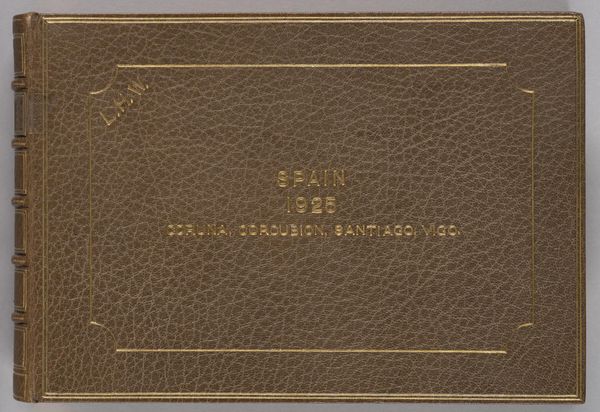 L.H.W.
SPAIN
1925
CORUNA, CORCUBION, SANTIAGO, VIGO.